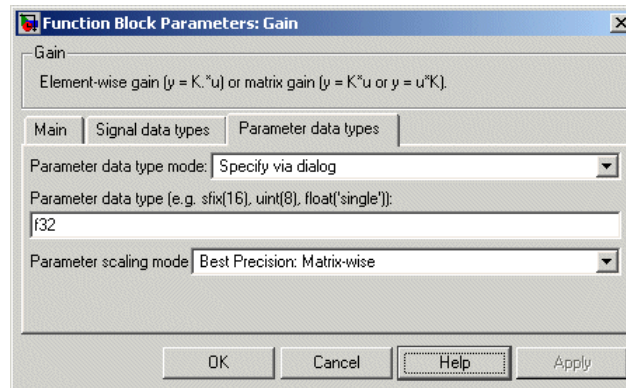 Function Block Parameters: Gain
Gain
Element-wise gain (y = K.*u) or matrix gain (y = K*u or y = u*K).
Main Signal data types Parameter data types
Parameter data type mode: Specify via dialog
Parameter data type (e.g. sfix(16), uint(8), float('single')):
f32
Parameter scaling mode Best Precision: Matrix-wise
OK Cancel Help Apply